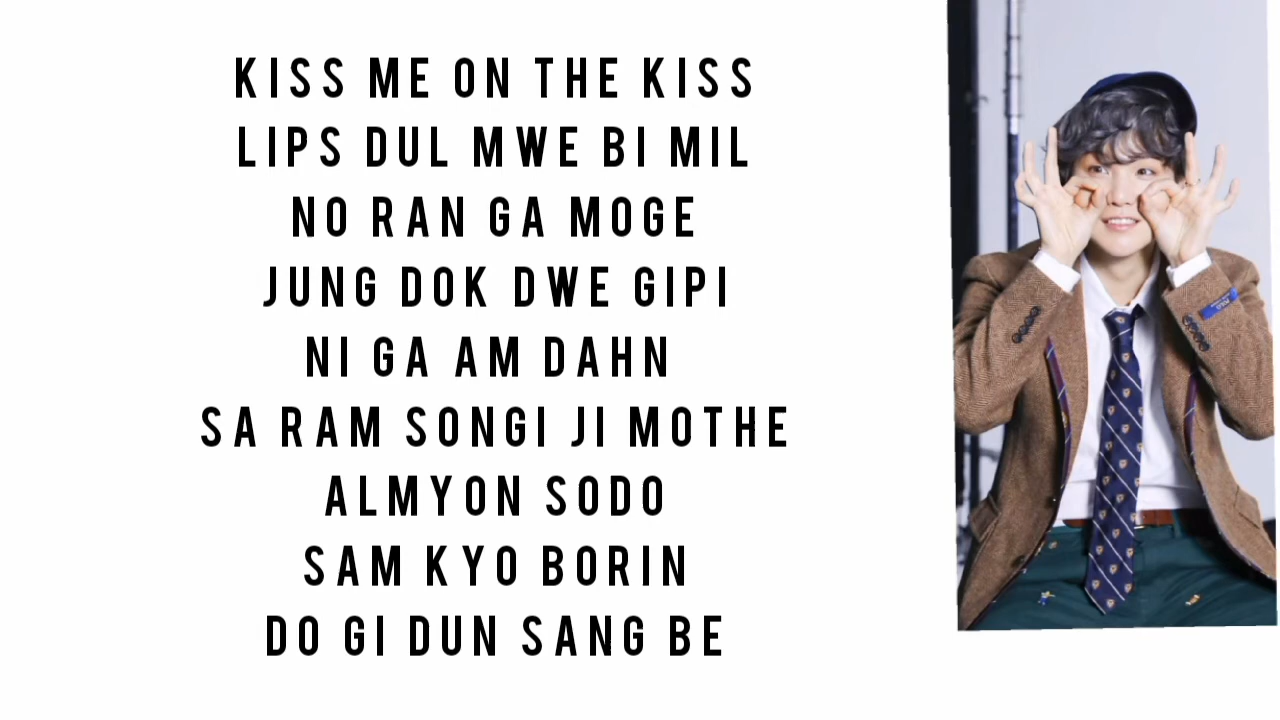 KISS ME ON THE KISS
LIPS DUL MWE BI MIL
NO RAN GA MOGE
JUNG DOK DWE GIPI
NI GA AM DAHN
SA RAM SONGI JI MOTHE
ALMYON SODO
SAM KYO BORIN
DO GI DUN SANG BE